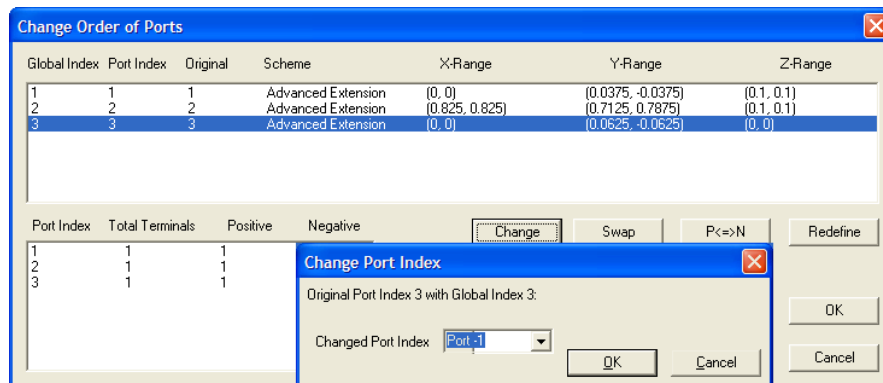 Change Order of Ports
Global Index Port Index Original Scheme X-Range Y-Range Z-Range
1 1 1 Advanced Extension (0, 0) (0.0375, -0.0375) (0.1, 0.1)
2 2 2 Advanced Extension (0.825, 0.825) (0.7125, 0.7875) (0.1, 0.1)
3 3 3 Advanced Extension (0, 0) (0.0625, -0.0625) (0, 0)
Port Index Total Terminals Positive Negative Change Swap P<=>N Redefine
1 1 1
2 1 1
3 1 1
Change Port Index
Original Port Index 3 with Global Index 3:
OK
Changed Port Index Port -1
OK Cancel Cancel